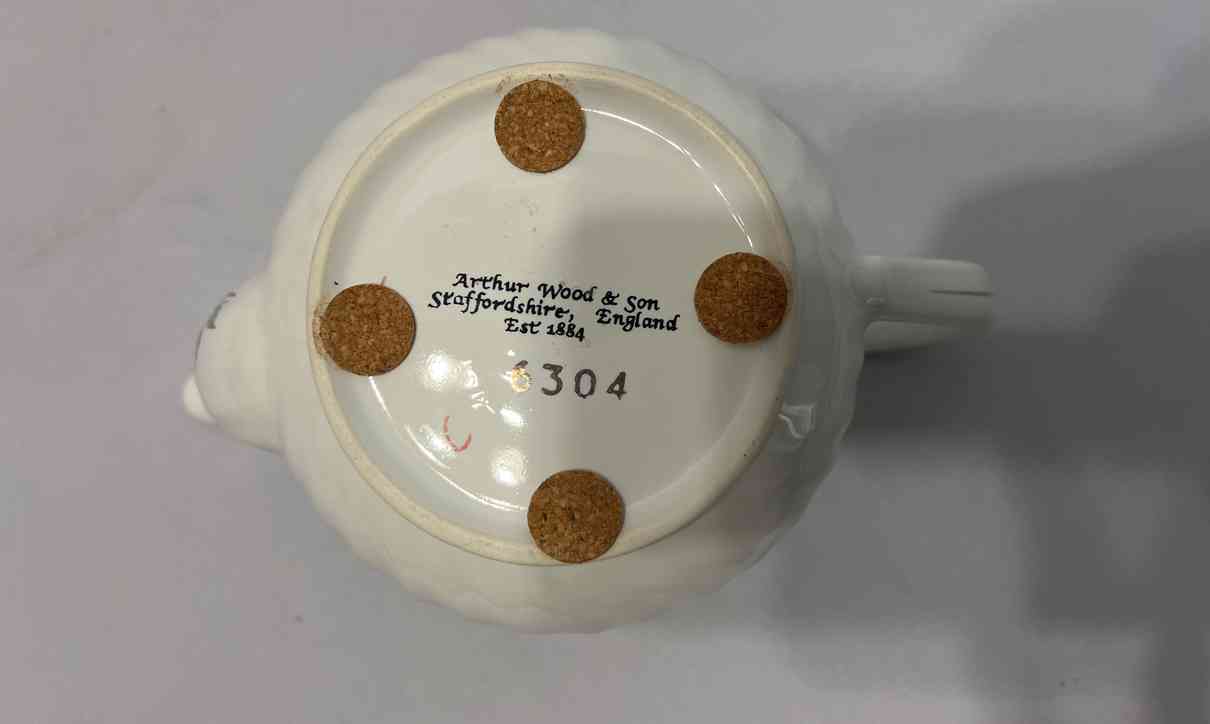 Arthur Wood & Son
Staffordshire, England
Est 1884
6304